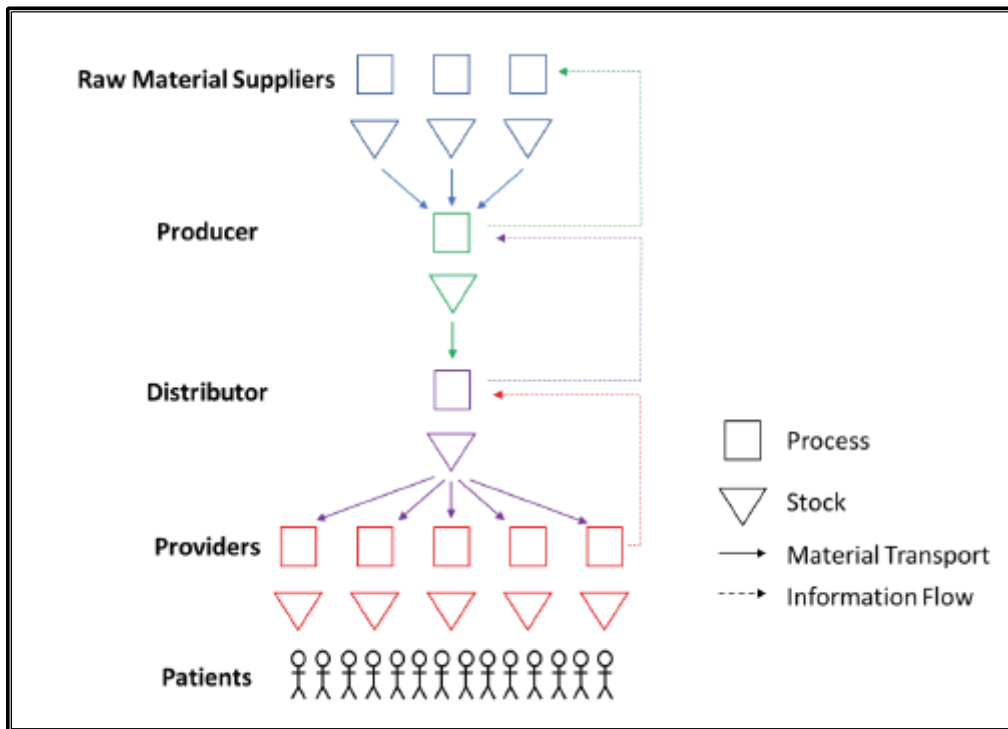 Raw Material Suppliers
Producer
Distributor
Providers
Patients
Process
Stock
Material Transport
Information Flow